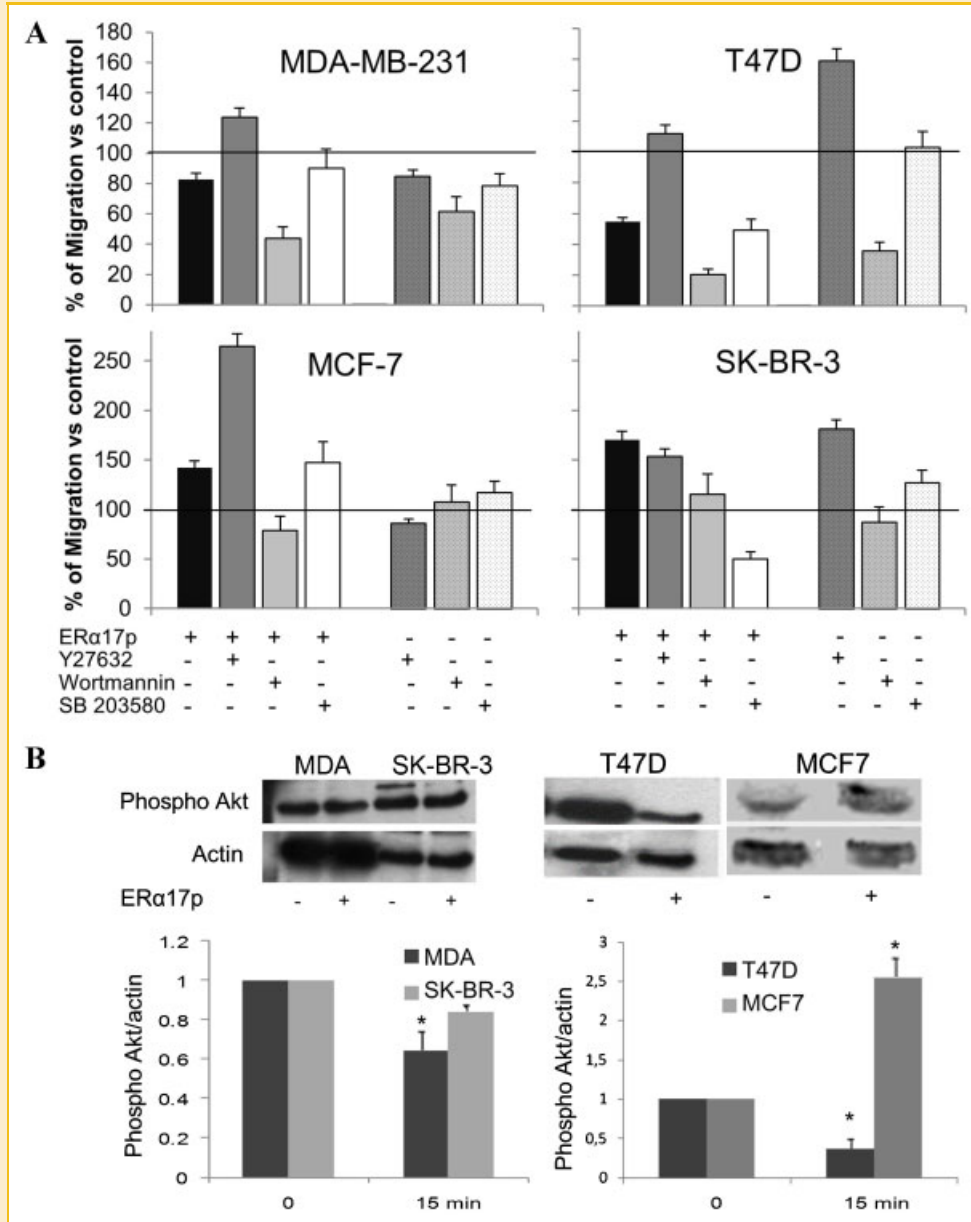 A
MDA-MB-231
T47D
% of Migration vs control
180
160
140
120
100
80
60
40
20
0
MCF-7
SK-BR-3
% of Migration vs control
250
200
150
100
50
0
ERα17p + + + + - - - + + + + - - -
Y27632 - + - - + - - - + - - + - -
Wortmannin - - + - - + - - - + - - + -
SB 203580 - - - + - - + - - - + - - +
B
MDA SK-BR-3 T47D MCF7
Phospho Akt
Actin
ERα17p - + - + - + - +
Phospho Akt/actin
1.2
1
0.8
0.6
0.4
0.2
0
MDA
SK-BR-3
*
0 15 min
Phospho Akt/actin
3
2,5
2
1,5
1
0,5
0
T47D
MCF7
*
*
0 15 min